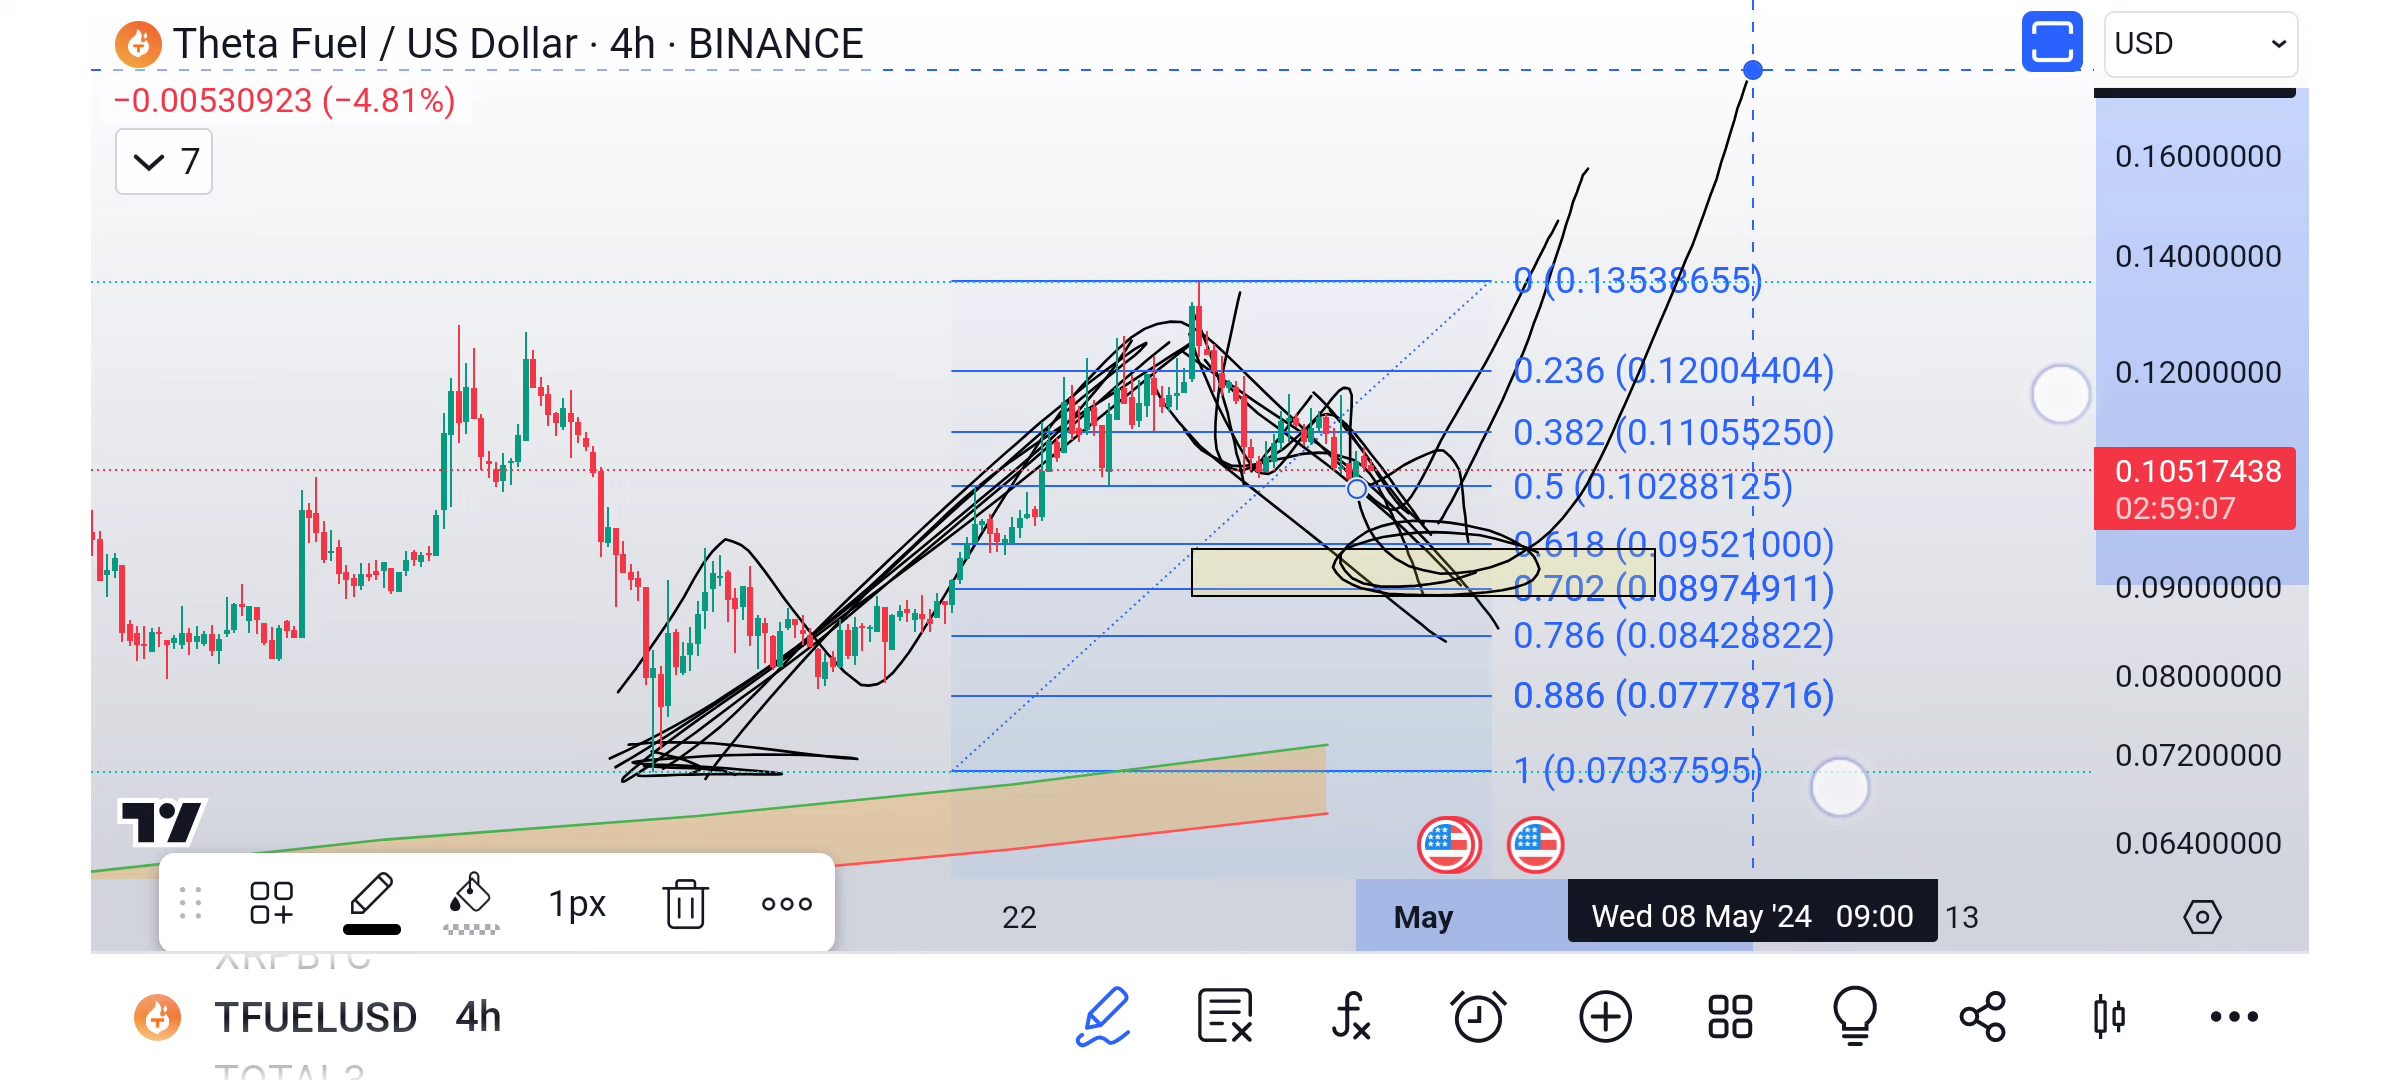 Theta Fuel / US Dollar · 4h · BINANCE
USD
−0.00530923 (−4.81%)
7
0.16000000
0.14000000
0 (0.13538655)
0.236 (0.12004404)
0.12000000
0.382 (0.11055250)
0.10517438
02:59:07
0.5 (0.10288125)
0.618 (0.09521000)
0.702 (0.08974911)
0.09000000
0.786 (0.08428822)
0.886 (0.07778716)
0.08000000
1 (0.07037595)
0.07200000
0.06400000
1px
22
May
Wed 08 May '24 09:00
13
XRPBTC
TFUELUSD 4h
TOTAL3